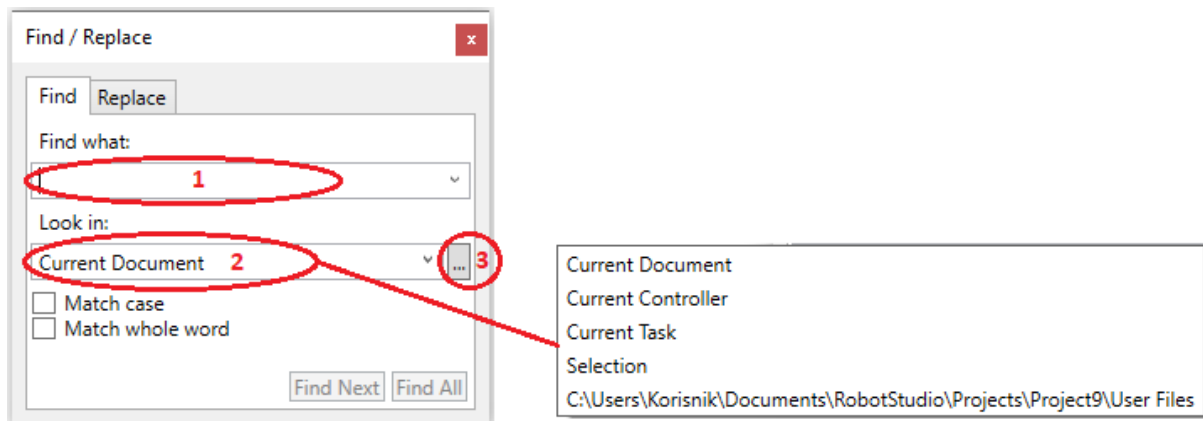 Find / Replace
x
Find Replace
Find what:
1
Look in:
Current Document 2 ... 3
Match case
Match whole word
Find Next Find All
Current Document
Current Controller
Current Task
Selection
C:\Users\Korisnik\Documents\RobotStudio\Projects\Project9\User Files